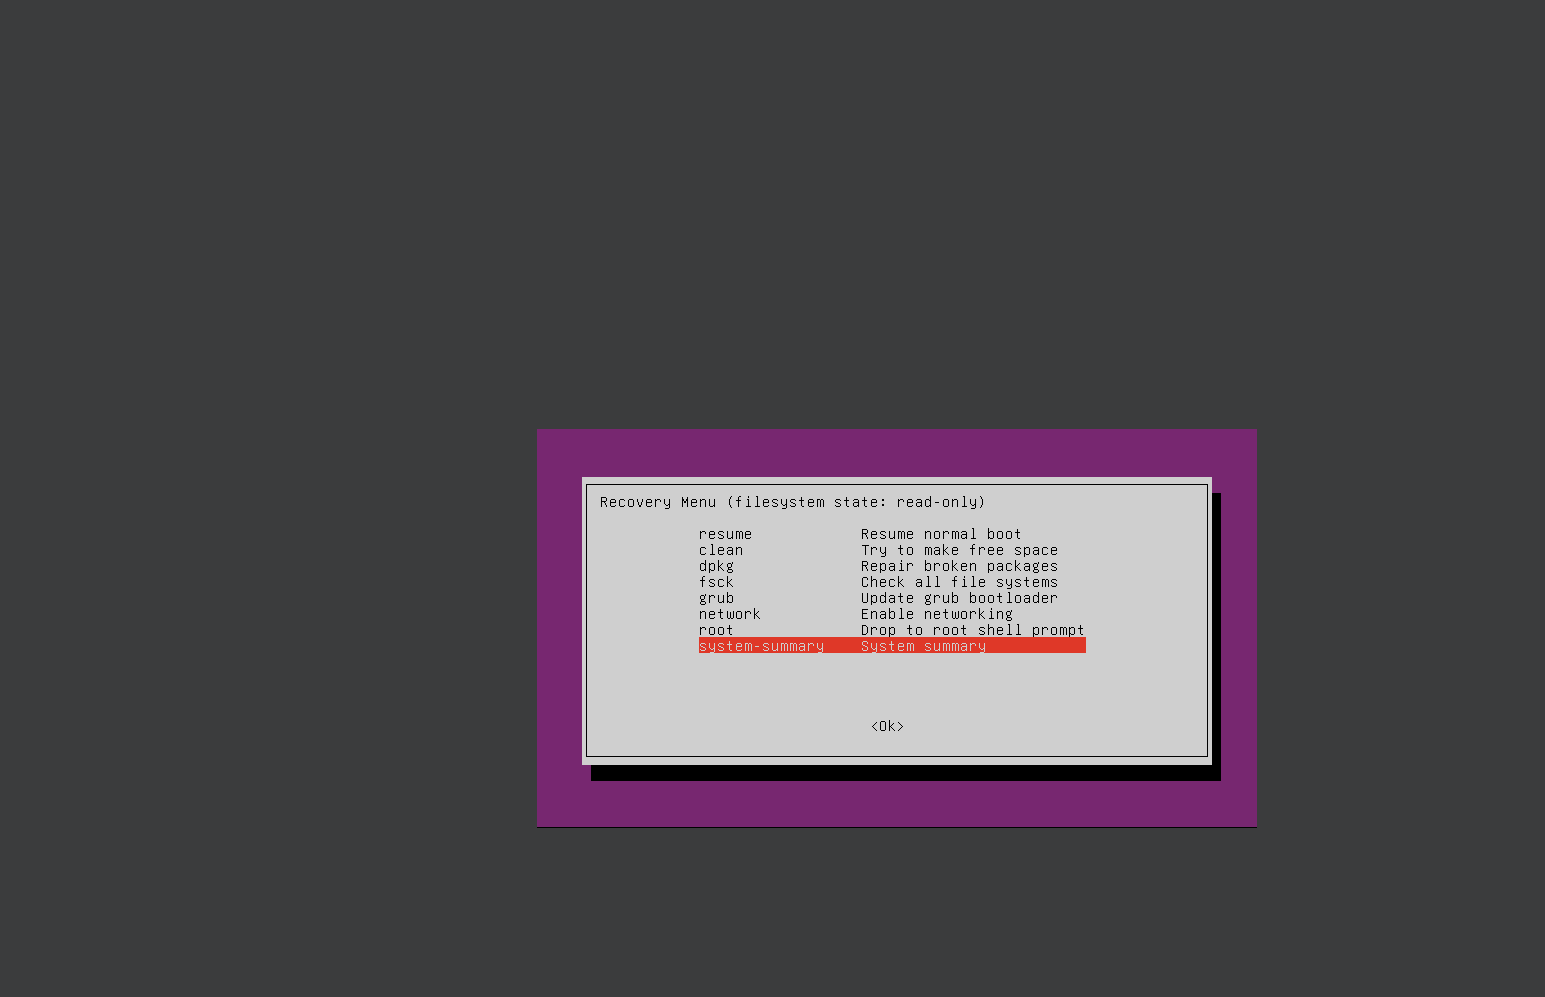 Recovery Menu (filesystem state: read-only)
resume Resume normal boot
clean Try to make free space
dpkg Repair broken packages
fsck Check all file systems
grub Update grub bootloader
network Enable networking
root Drop to root shell prompt
system-summary System summary
<Ok>